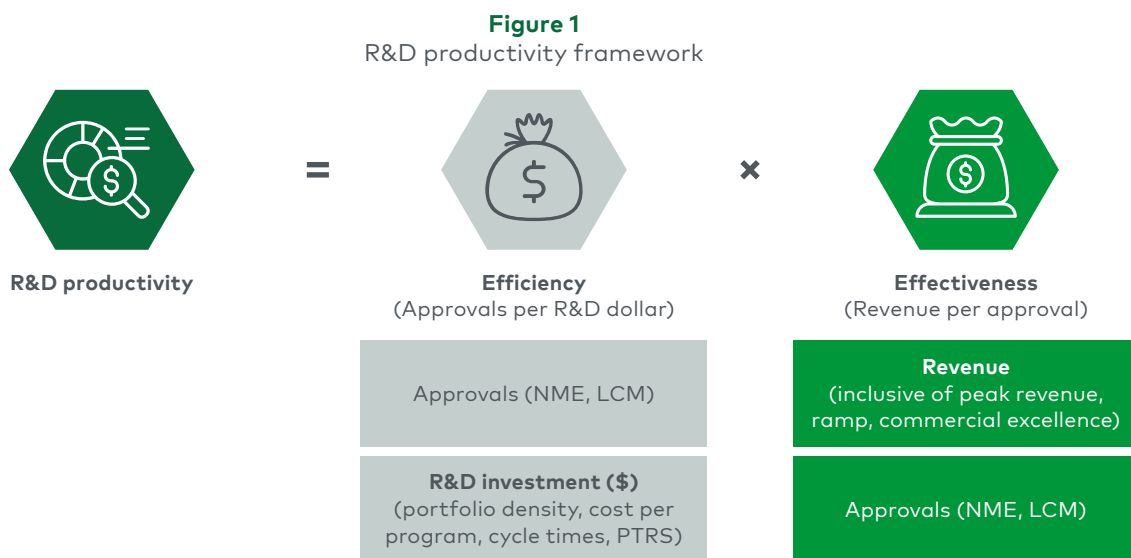 Figure 1
R&D productivity framework
$
=
$
×
$
R&D productivity
Efficiency
(Approvals per R&D dollar)
Effectiveness
(Revenue per approval)
Approvals (NME, LCM)
Revenue
(inclusive of peak revenue,
ramp, commercial excellence)
R&D investment ($)
(portfolio density, cost per
program, cycle times, PTRS)
Approvals (NME, LCM)